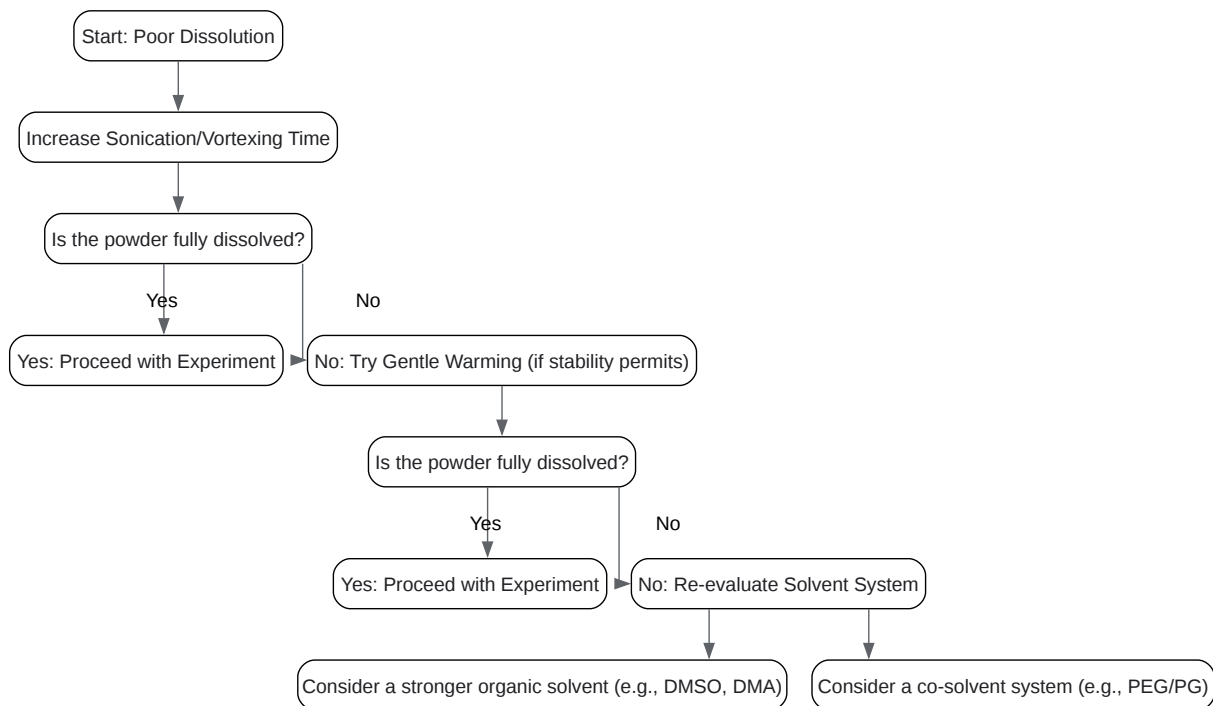 Start: Poor Dissolution
Increase Sonication/Vortexing Time
Is the powder fully dissolved?
Yes
No
Yes: Proceed with Experiment
No: Try Gentle Warming (if stability permits)
Is the powder fully dissolved?
Yes
No
Yes: Proceed with Experiment
No: Re-evaluate Solvent System
Consider a stronger organic solvent (e.g., DMSO, DMA)
Consider a co-solvent system (e.g., PEG/PG)